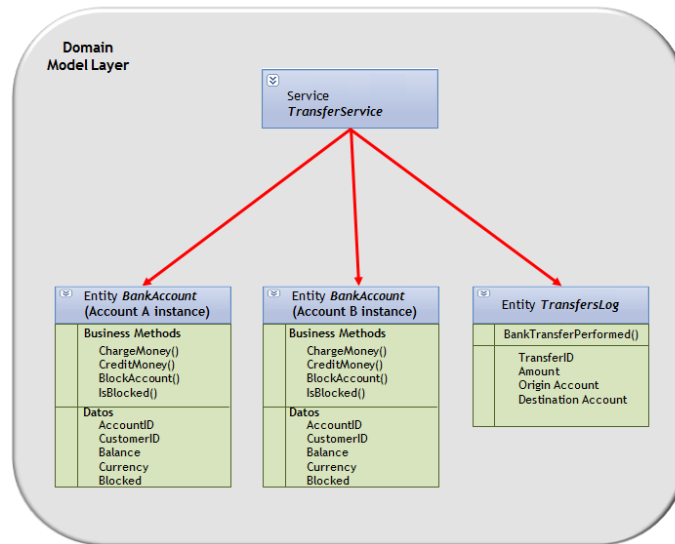 Domain
Model Layer
Service
TransferService
Entity BankAccount
(Account A instance)
Business Methods
ChargeMoney()
CreditMoney()
BlockAccount()
IsBlocked()
Datos
AccountID
CustomerID
Balance
Currency
Blocked
Entity BankAccount
(Account B instance)
Business Methods
ChargeMoney()
CreditMoney()
BlockAccount()
IsBlocked()
Datos
AccountID
CustomerID
Balance
Currency
Blocked
Entity TransfersLog
BankTransferPerformed()
TransferID
Amount
Origin Account
Destination Account